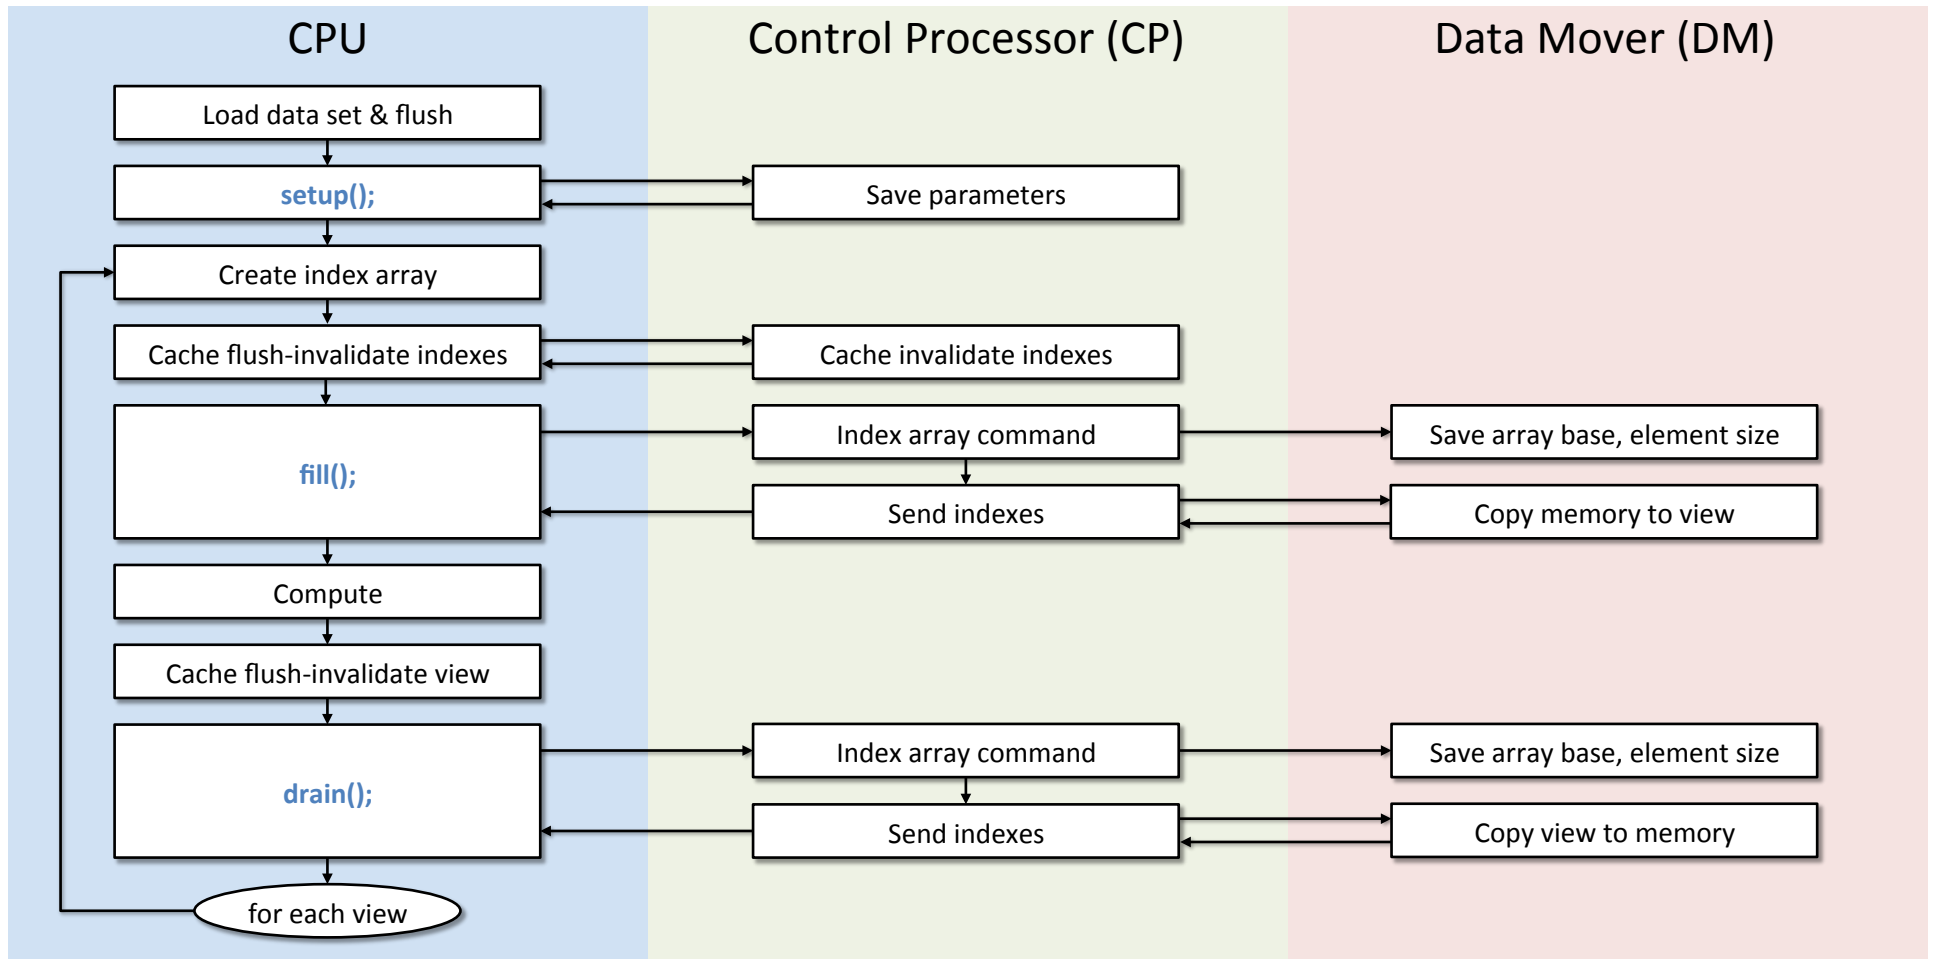 CPU
Control Processor (CP)
Data Mover (DM)
Load data set & flush
setup();
Save parameters
Create index array
Cache flush-invalidate indexes
Cache invalidate indexes
fill();
Index array command
Save array base, element size
Send indexes
Copy memory to view
Compute
Cache flush-invalidate view
drain();
Index array command
Save array base, element size
Send indexes
Copy view to memory
for each view